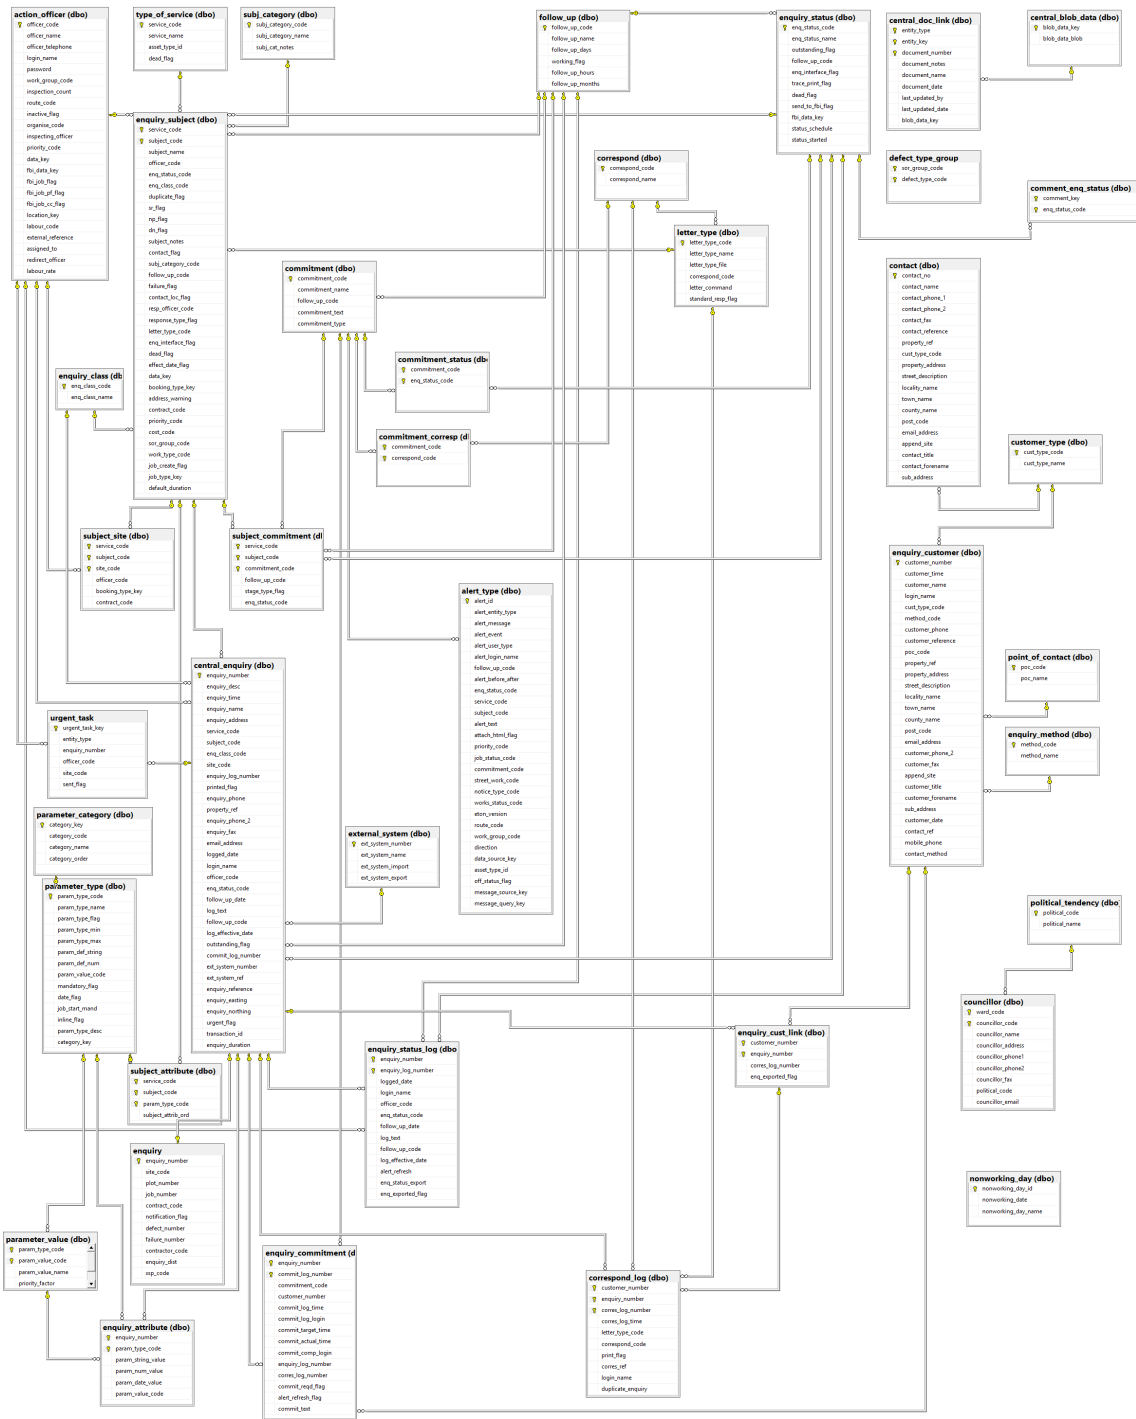 action_officer (dbo)
officer_code
officer_name
officer_telephone
login_name
password
work_group_code
inspection_count
route_code
inactive_flag
organise_code
inspecting_officer
priority_code
data_key
fbi_data_key
fbi_job_flag
fbi_job_pf_flag
fbi_job_cc_flag
location_key
labour_code
external_reference
assigned_to
redirect_officer
labour_rate
type_of_service (dbo)
service_code
service_name
asset_type_id
dead_flag
subj_category (dbo)
subj_category_code
subj_category_name
subj_cat_notes
follow_up (dbo)
follow_up_code
follow_up_name
follow_up_days
working_flag
follow_up_hours
follow_up_months
enquiry_status (dbo)
enq_status_code
enq_status_name
outstanding_flag
follow_up_code
enq_interface_flag
trace_print_flag
dead_flag
send_to_fbi_flag
fbi_data_key
status_schedule
status_started
central_doc_link (dbo)
entity_type
entity_key
document_number
document_notes
document_name
document_date
last_updated_by
last_updated_date
blob_data_key
central_blob_data (dbo)
blob_data_key
blob_data_blob
enquiry_subject (dbo)
service_code
subject_code
subject_name
officer_code
enq_status_code
enq_class_code
duplicate_flag
sr_flag
np_flag
dn_flag
subject_notes
contact_flag
subj_category_code
follow_up_code
failure_flag
contact_loc_flag
resp_officer_code
response_type_flag
letter_type_code
enq_interface_flag
dead_flag
effect_date_flag
data_key
booking_type_key
address_warning
contract_code
priority_code
cost_code
sor_group_code
work_type_code
job_create_flag
job_type_key
default_duration
correspond (dbo)
correspond_code
correspond_name
defect_type_group
sor_group_code
defect_type_code
comment_enq_status (dbo)
comment_key
enq_status_code
letter_type (dbo)
letter_type_code
letter_type_name
letter_type_file
correspond_code
letter_command
standard_resp_flag
commitment (dbo)
commitment_code
commitment_name
follow_up_code
commitment_text
commitment_type
contact (dbo)
contact_no
contact_name
contact_phone_1
contact_phone_2
contact_fax
contact_reference
property_ref
cust_type_code
property_address
street_description
locality_name
town_name
county_name
post_code
email_address
append_site
contact_title
contact_forename
sub_address
commitment_status (db
commitment_code
enq_status_code
enquiry_class (db
enq_class_code
enq_class_name
commitment_corresp (d
commitment_code
correspond_code
customer_type (dbo)
cust_type_code
cust_type_name
subject_site (dbo)
service_code
subject_code
site_code
officer_code
booking_type_key
contract_code
subject_commitment (d
service_code
subject_code
commitment_code
follow_up_code
stage_type_flag
enq_status_code
enquiry_customer (dbo)
customer_number
customer_time
customer_name
login_name
cust_type_code
method_code
customer_phone
customer_reference
poc_code
property_ref
property_address
street_description
locality_name
town_name
county_name
post_code
email_address
customer_phone_2
customer_fax
append_site
customer_title
customer_forename
sub_address
customer_date
contact_ref
mobile_phone
contact_method
alert_type (dbo)
alert_id
alert_entity_type
alert_message
alert_event
alert_user_type
alert_login_name
follow_up_code
alert_before_after
enq_status_code
service_code
subject_code
alert_text
attach_html_flag
priority_code
job_status_code
commitment_code
street_work_code
notice_type_code
works_status_code
eton_version
route_code
work_group_code
direction
data_source_key
asset_type_id
off_status_flag
message_source_key
message_query_key
central_enquiry (dbo)
enquiry_number
enquiry_desc
enquiry_time
enquiry_name
enquiry_address
service_code
subject_code
enq_class_code
site_code
enquiry_log_number
printed_flag
enquiry_phone
property_ref
enquiry_phone_2
enquiry_fax
email_address
logged_date
login_name
officer_code
enq_status_code
follow_up_date
log_text
follow_up_code
log_effective_date
outstanding_flag
commit_log_number
ext_system_number
ext_system_ref
enquiry_reference
enquiry_easting
enquiry_northing
urgent_flag
transaction_id
enquiry_duration
point_of_contact (dbo)
poc_code
poc_name
enquiry_method (dbo)
method_code
method_name
urgent_task
urgent_task_key
entity_type
enquiry_number
officer_code
site_code
sent_flag
parameter_category (dbo)
category_key
category_code
category_name
category_order
external_system (dbo)
ext_system_number
ext_system_name
ext_system_import
ext_system_export
parameter_type (dbo)
param_type_code
param_type_name
param_type_flag
param_type_min
param_type_max
param_def_string
param_def_num
param_value_code
mandatory_flag
date_flag
job_start_mand
inline_flag
param_type_desc
category_key
political_tendency (dbo
political_code
political_name
councillor (dbo)
ward_code
councillor_code
councillor_name
councillor_address
councillor_phone1
councillor_phone2
councillor_fax
political_code
councillor_email
enquiry_cust_link (dbo)
customer_number
enquiry_number
corres_log_number
enq_exported_flag
enquiry_status_log (dbo
enquiry_number
enquiry_log_number
logged_date
login_name
officer_code
enq_status_code
follow_up_date
log_text
follow_up_code
log_effective_date
alert_refresh
enq_status_export
enq_exported_flag
subject_attribute (dbo)
service_code
subject_code
param_type_code
subject_attrib_ord
enquiry
enquiry_number
site_code
plot_number
job_number
contract_code
notification_flag
defect_number
failure_number
contractor_code
enquiry_dist
ssp_code
nonworking_day (dbo)
nonworking_day_id
nonworking_date
nonworking_day_name
parameter_value (dbo)
param_type_code
param_value_code
param_value_name
priority_factor
enquiry_commitment (d
enquiry_number
commit_log_number
commitment_code
customer_number
commit_log_time
commit_log_login
commit_target_time
commit_actual_time
commit_comp_login
enquiry_log_number
corres_log_number
commit_reqd_flag
alert_refresh_flag
commit_text
correspond_log (dbo)
customer_number
enquiry_number
corres_log_number
corres_log_time
letter_type_code
correspond_code
print_flag
corres_ref
login_name
duplicate_enquiry
enquiry_attribute (dbo)
enquiry_number
param_type_code
param_string_value
param_num_value
param_date_value
param_value_code